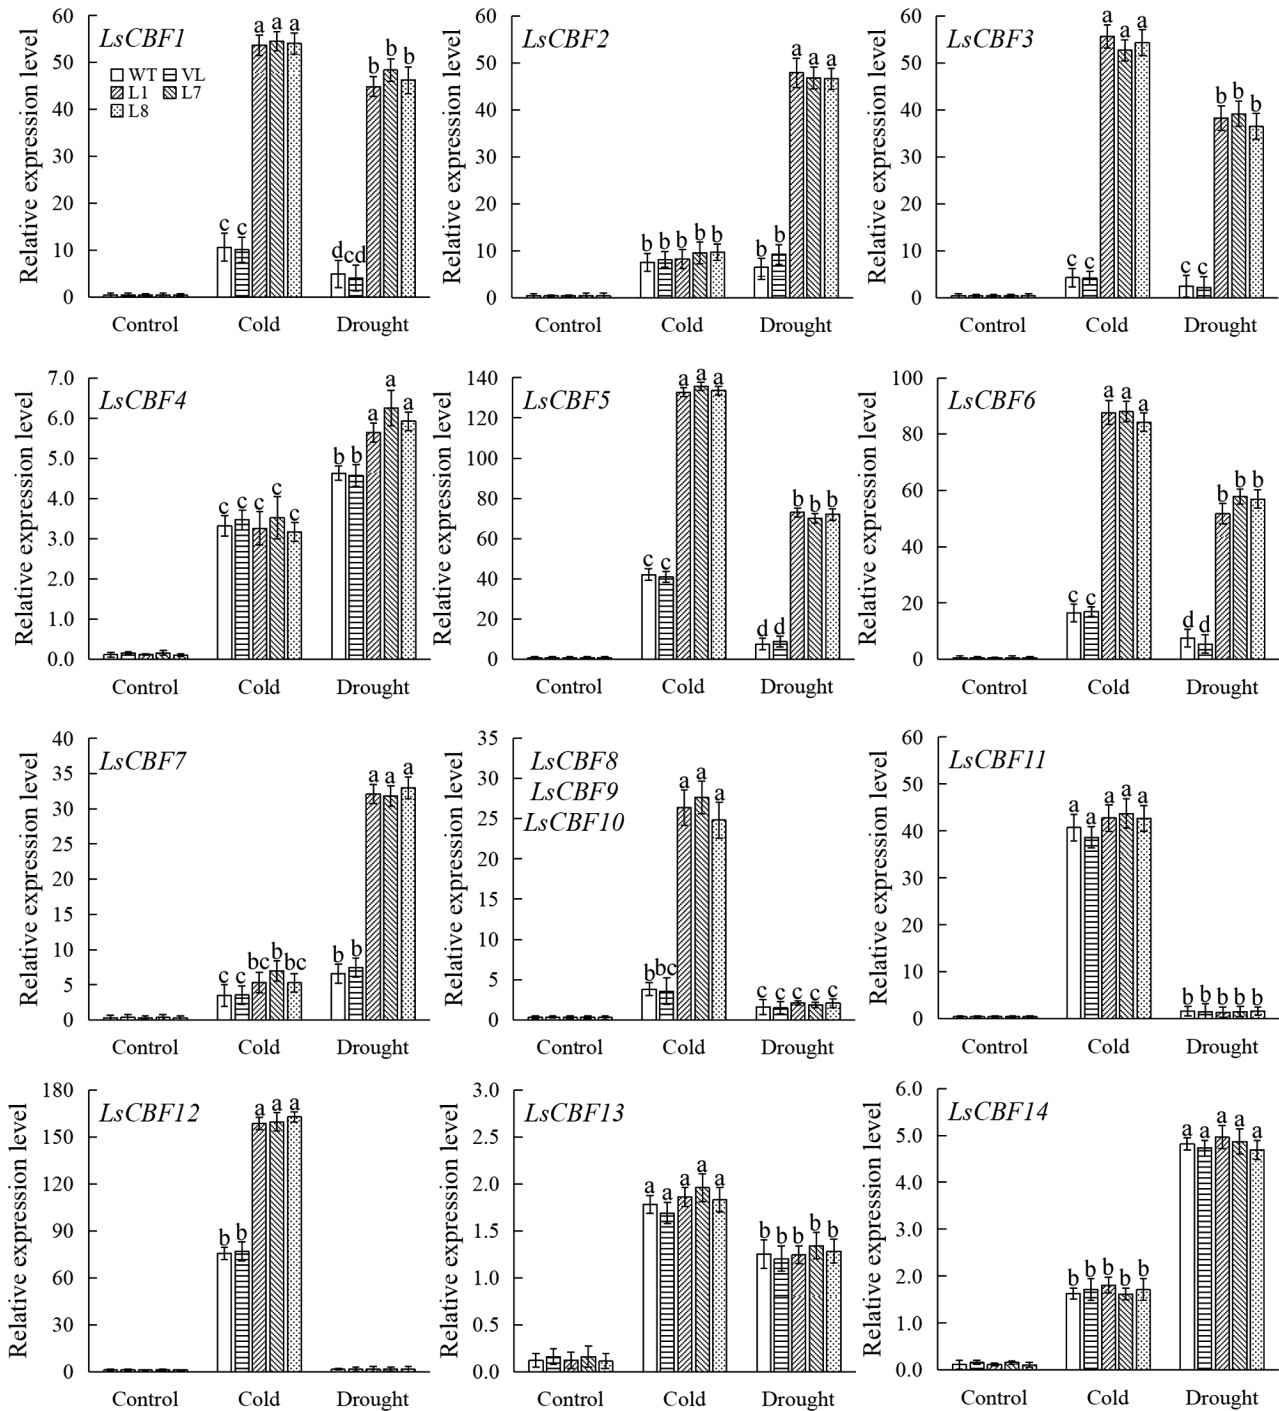 Relative expression level
60
50
40
30
20
10
0
LsCBF1
WT VL
L1 L7
L8
c c a a a
d cd b b b
Control Cold Drought
Relative expression level
60
50
40
30
20
10
0
LsCBF2
b b b b b
b b a a a
Control Cold Drought
Relative expression level
60
50
40
30
20
10
0
LsCBF3
c c a a a
c c b b b
Control Cold Drought
Relative expression level
7.0
6.0
5.0
4.0
3.0
2.0
1.0
0.0
LsCBF4
c c c c c
b b a a a
Control Cold Drought
Relative expression level
140
120
100
80
60
40
20
0
LsCBF5
c c a a a
d d b b b
Control Cold Drought
Relative expression level
100
80
60
40
20
0
LsCBF6
c c a a a
d d b b b
Control Cold Drought
Relative expression level
40
35
30
25
20
15
10
5
0
LsCBF7
c c bc b bc
b b a a a
Control Cold Drought
Relative expression level
35
30
25
20
15
10
5
0
LsCBF8
LsCBF9
LsCBF10
b bc a a a
c c c c c
Control Cold Drought
Relative expression level
60
50
40
30
20
10
0
LsCBF11
a a a a a
b b b b b
Control Cold Drought
Relative expression level
180
150
120
90
60
30
0
LsCBF12
b b a a a
Control Cold Drought
Relative expression level
3.0
2.5
2.0
1.5
1.0
0.5
0.0
LsCBF13
a a a a a
b b b b b
Control Cold Drought
Relative expression level
6.0
5.0
4.0
3.0
2.0
1.0
0.0
LsCBF14
b b b b b
a a a a a
Control Cold Drought